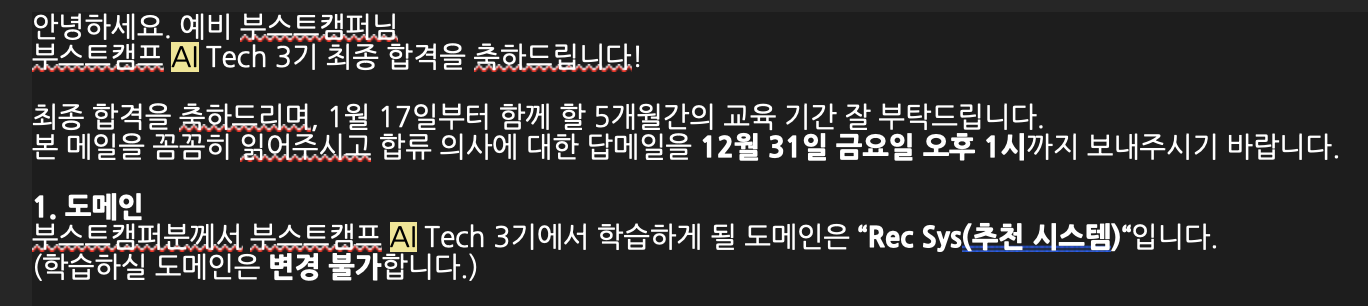 안녕하세요. 예비 부스트캠퍼님
부스트캠프 AI Tech 3기 최종 합격을 축하드립니다!
최종 합격을 축하드리며, 1월 17일부터 함께 할 5개월간의 교육 기간 잘 부탁드립니다.
본 메일을 꼼꼼히 읽어주시고 합류 의사에 대한 답메일을 12월 31일 금요일 오후 1시까지 보내주시기 바랍니다.
1. 도메인
부스트캠퍼분께서 부스트캠프 AI Tech 3기에서 학습하게 될 도메인은 “Rec Sys(추천 시스템)“입니다.
(학습하실 도메인은 변경 불가합니다.)